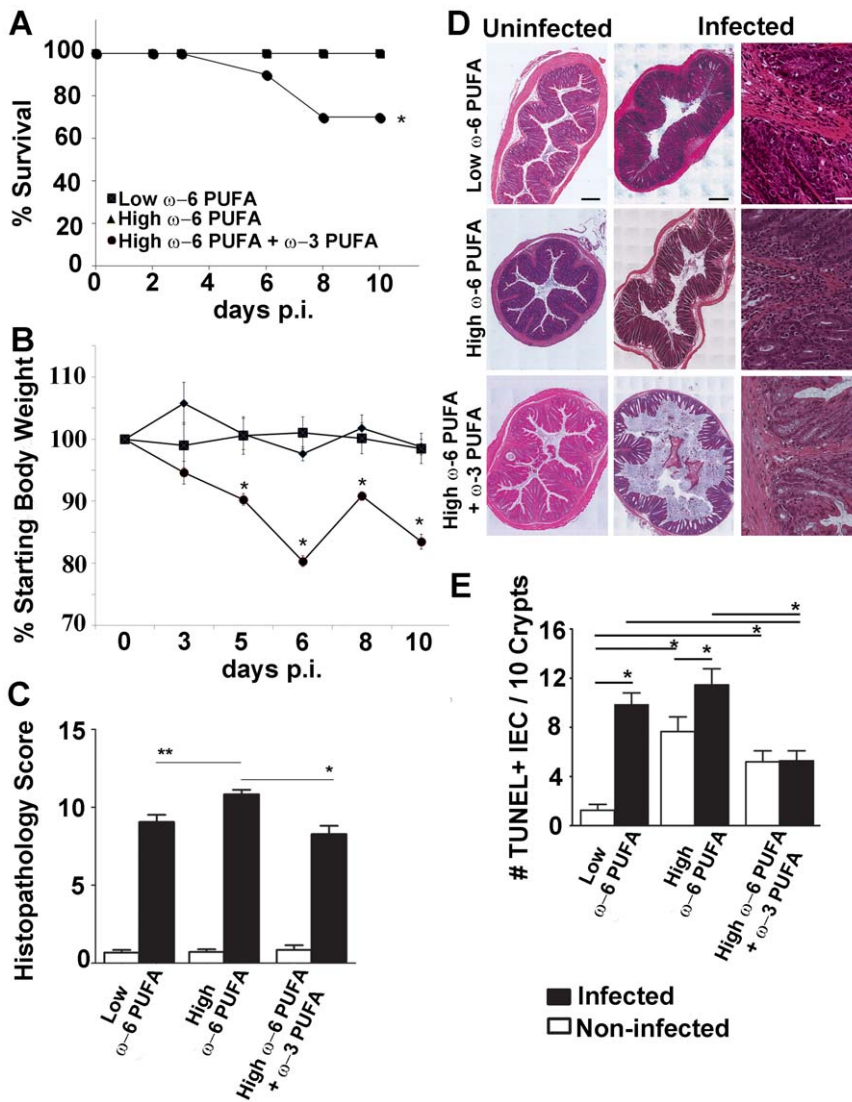 A
% Survival
100
80
60
40
20
0
0 2 4 6 8 10
days p.i.
*
Low ω–6 PUFA
High ω–6 PUFA
High ω–6 PUFA + ω–3 PUFA
B
% Starting Body Weight
110
100
90
80
70
0 3 5 6 8 10
days p.i.
* * * *
C
Histopathology Score
15
10
5
0
**
*
Low
ω–6 PUFA
High
ω–6 PUFA
High ω–6 PUFA
+ ω–3 PUFA
D
Uninfected
Infected
Low ω–6 PUFA
High ω–6 PUFA
High ω–6 PUFA
+ ω–3 PUFA
E
# TUNEL+ IEC / 10 Crypts
16
12
8
4
0
* * * * *
Low
ω–6 PUFA
High
ω–6 PUFA
High ω–6 PUFA
+ ω–3 PUFA
Infected
Non-infected